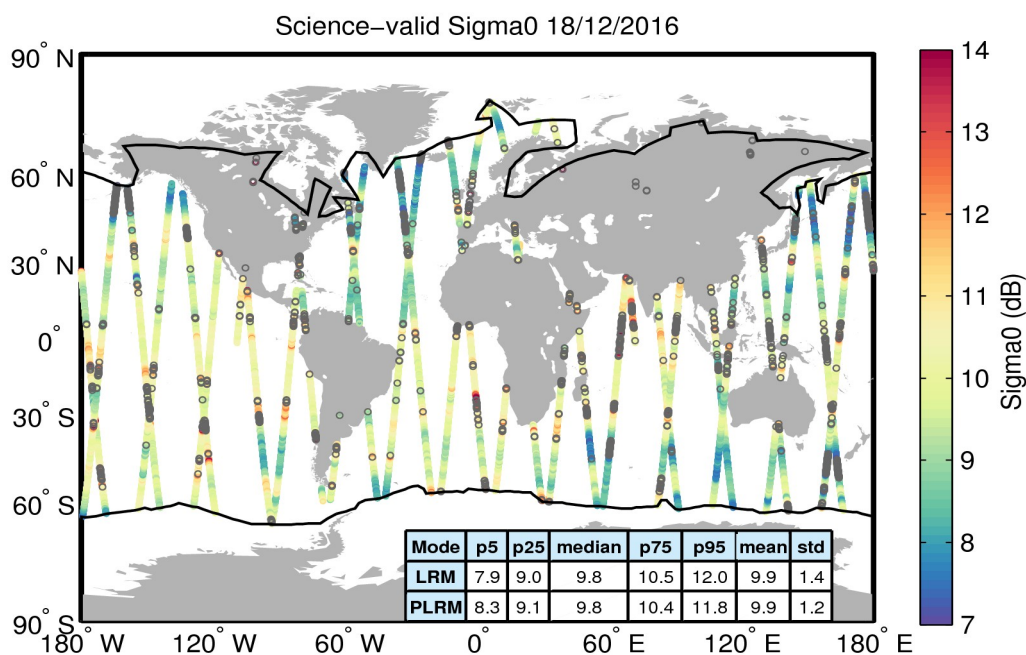 Science−valid Sigma0 18/12/2016
90° N
60° N
30° N
0°
30° S
60° S
90° S
180° W
120° W
60° W
0°
60° E
120° E
180° E
Mode p5 p25 median p75 p95 mean std
LRM 7.9 9.0 9.8 10.5 12.0 9.9 1.4
PLRM 8.3 9.1 9.8 10.4 11.8 9.9 1.2
14
13
12
11
10
9
8
7
Sigma0 (dB)